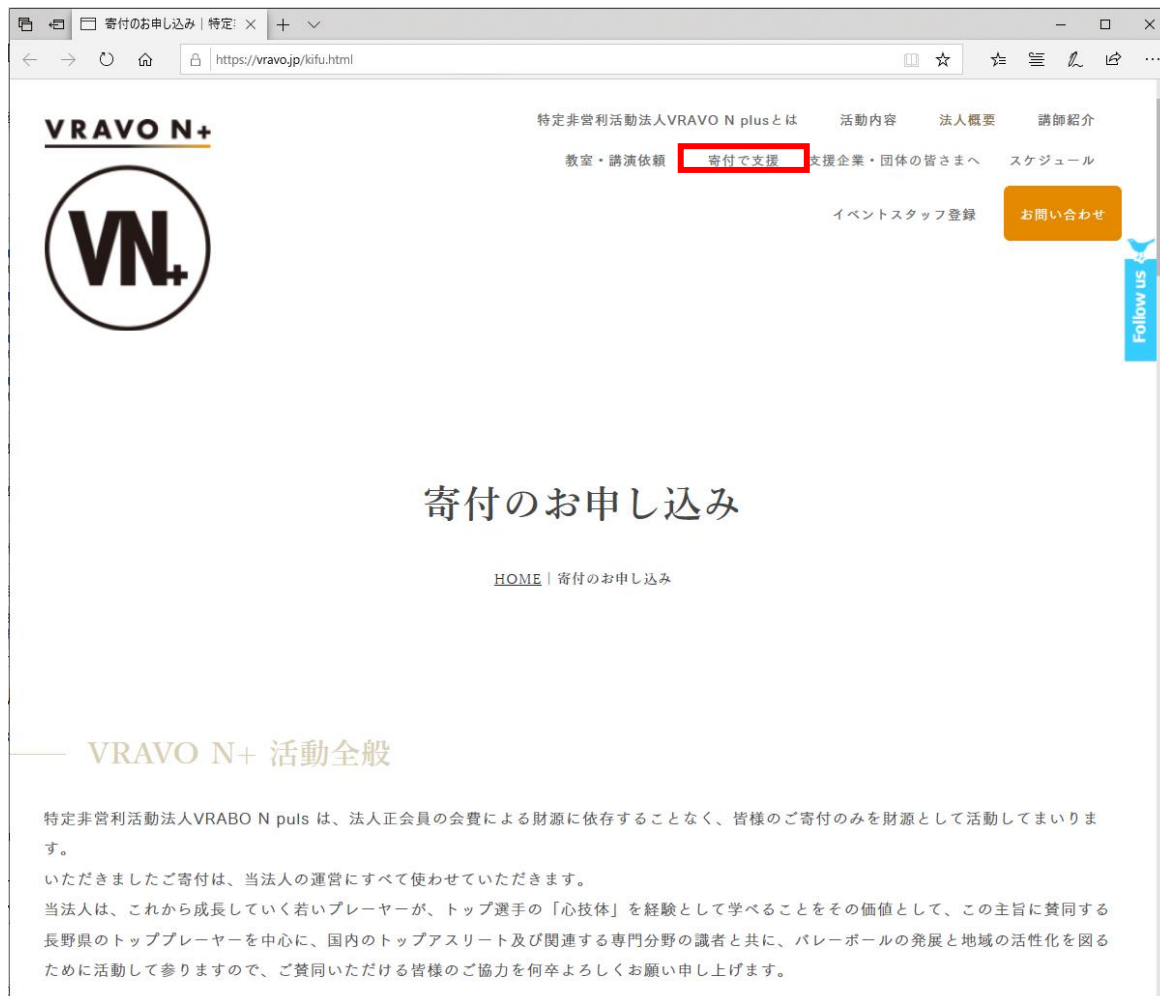 寄付のお申し込み｜特定
https://vravo.jp/kifu.html
VRAVO N+
VN+
特定非営利活動法人VRAVO N plusとは 活動内容 法人概要 講師紹介
教室・講演依頼 寄付で支援 支援企業・団体の皆さまへ スケジュール
イベントスタッフ登録 お問い合わせ
Follow us
寄付のお申し込み
HOME｜寄付のお申し込み
VRAVO N+ 活動全般
特定非営利活動法人VRABO N puls は、法人正会員の会費による財源に依存することなく、皆様のご寄付のみを財源として活動してまいりま
す。
いただきましたご寄付は、当法人の運営にすべて使わせていただきます。
当法人は、これから成長していく若いプレーヤーが、トップ選手の「心技体」を経験として学べることをその価値として、この主旨に賛同する
長野県のトッププレーヤーを中心に、国内のトップアスリート及び関連する専門分野の識者と共に、バレーボールの発展と地域の活性化を図る
ために活動して参りますので、ご賛同いただける皆様のご協力を何卒よろしくお願い申し上げます。